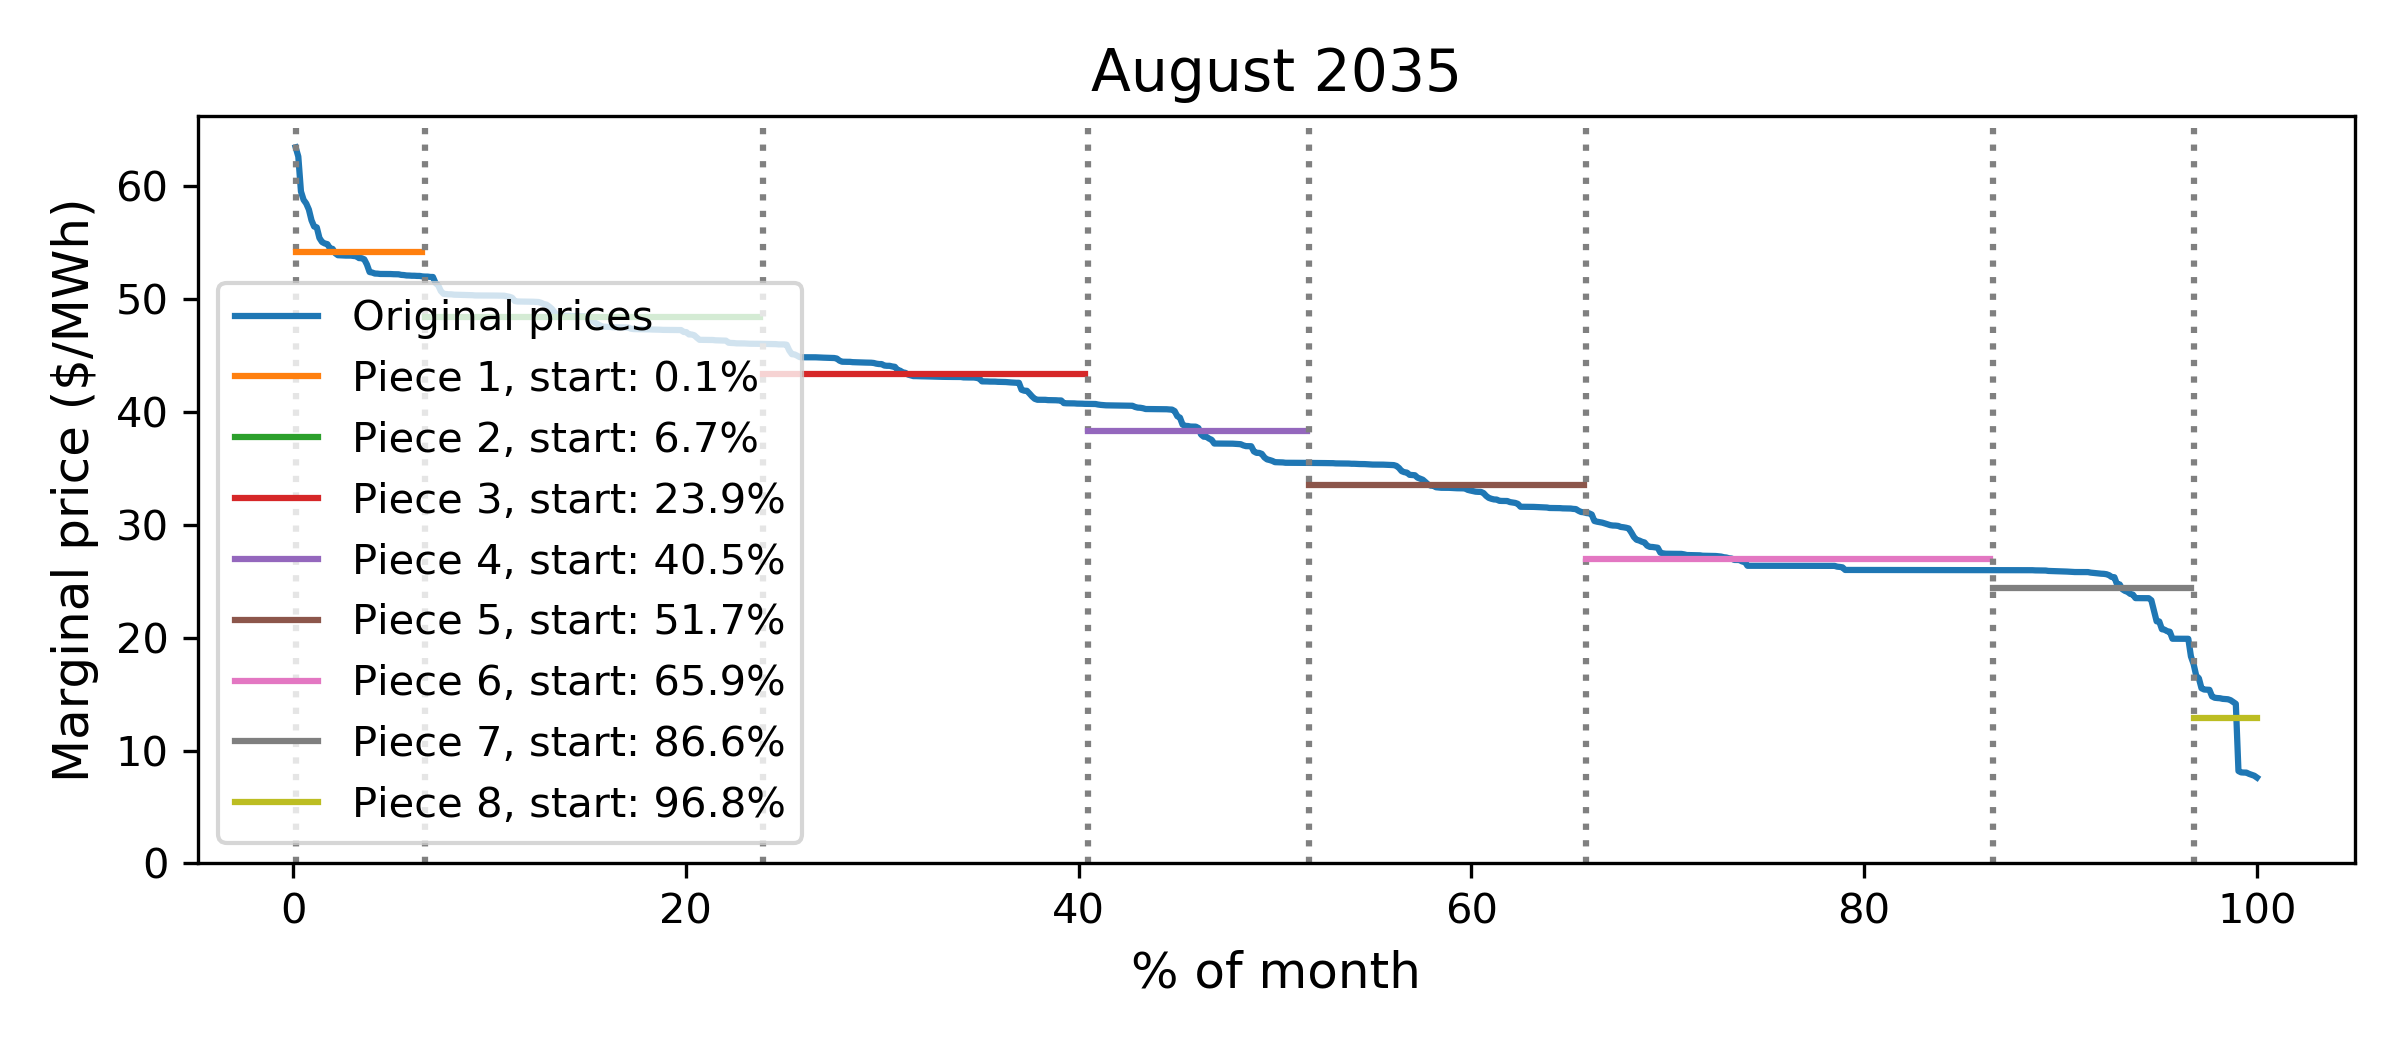 August 2035
Marginal price ($/MWh)
60
50
40
30
20
10
0
Original prices
Piece 1, start: 0.1%
Piece 2, start: 6.7%
Piece 3, start: 23.9%
Piece 4, start: 40.5%
Piece 5, start: 51.7%
Piece 6, start: 65.9%
Piece 7, start: 86.6%
Piece 8, start: 96.8%
0 20 40 60 80 100
% of month